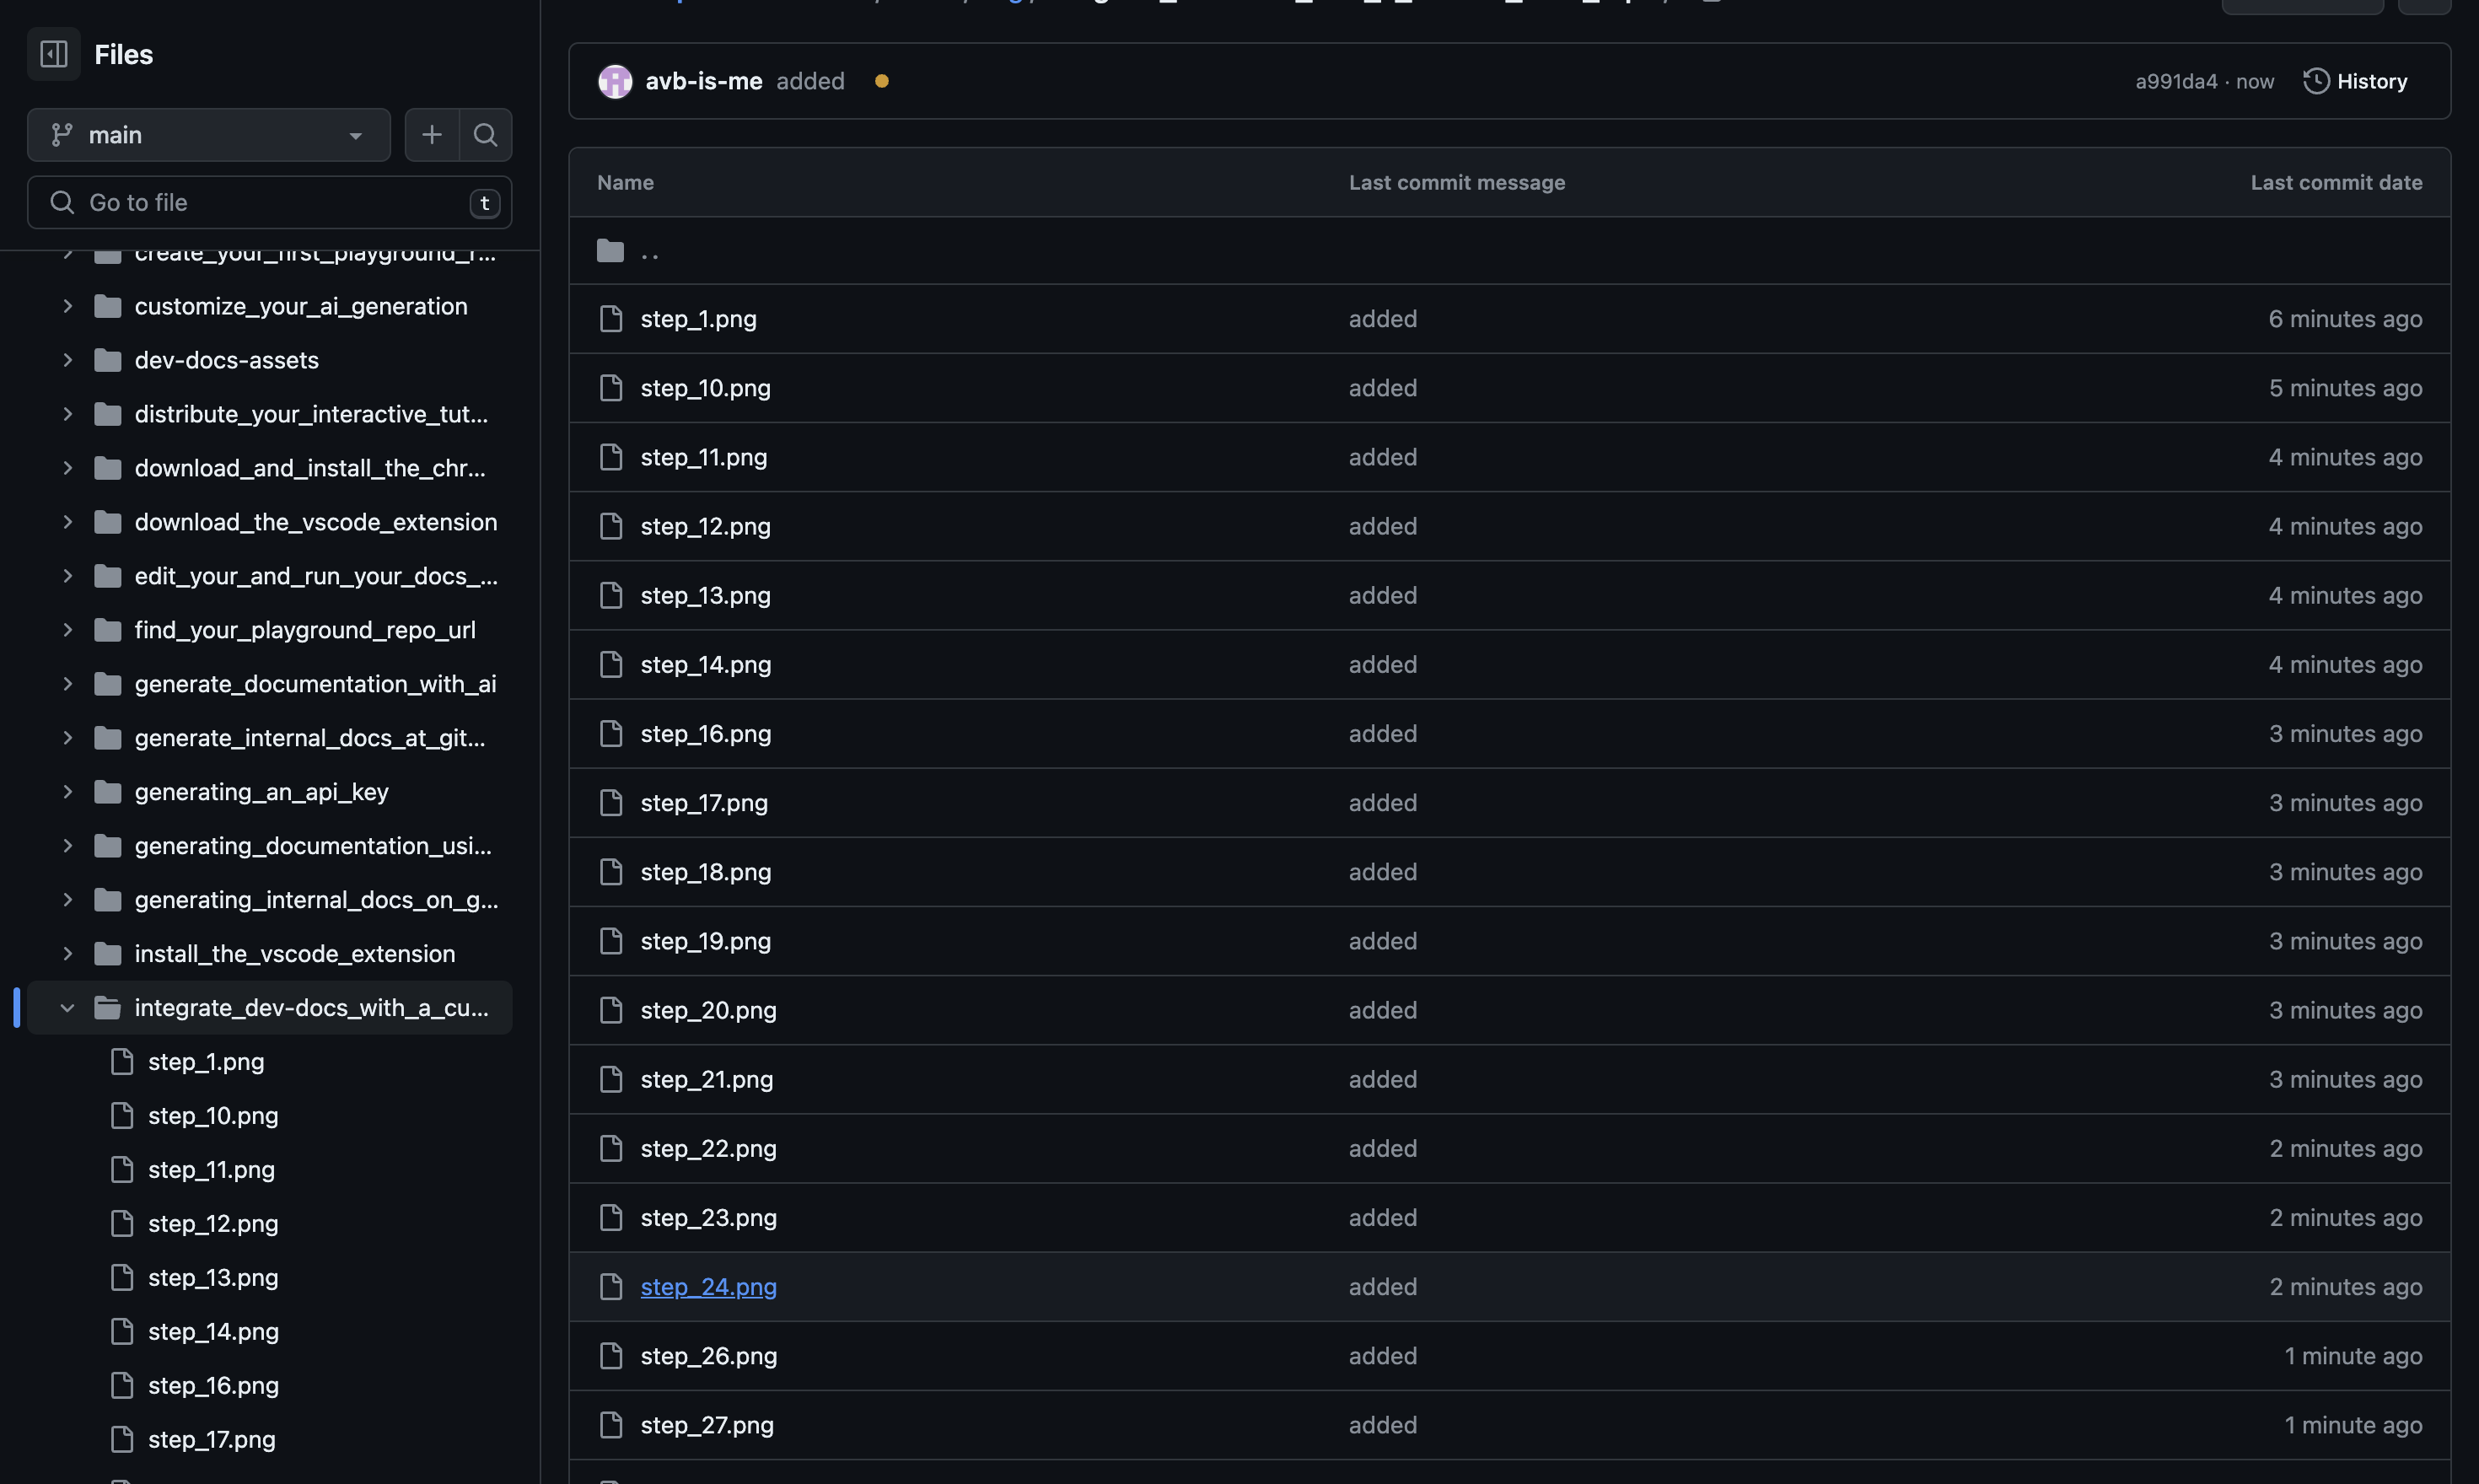 Files
main
Go to file
t
create_your_first_playground_r...
customize_your_ai_generation
dev-docs-assets
distribute_your_interactive_tut...
download_and_install_the_chr...
download_the_vscode_extension
edit_your_and_run_your_docs_...
find_your_playground_repo_url
generate_documentation_with_ai
generate_internal_docs_at_git...
generating_an_api_key
generating_documentation_usi...
generating_internal_docs_on_g...
install_the_vscode_extension
integrate_dev-docs_with_a_cu...
step_1.png
step_10.png
step_11.png
step_12.png
step_13.png
step_14.png
step_16.png
step_17.png
avb-is-me added
a991da4 · now
History
Name Last commit message Last commit date
..
step_1.png added 6 minutes ago
step_10.png added 5 minutes ago
step_11.png added 4 minutes ago
step_12.png added 4 minutes ago
step_13.png added 4 minutes ago
step_14.png added 4 minutes ago
step_16.png added 3 minutes ago
step_17.png added 3 minutes ago
step_18.png added 3 minutes ago
step_19.png added 3 minutes ago
step_20.png added 3 minutes ago
step_21.png added 3 minutes ago
step_22.png added 2 minutes ago
step_23.png added 2 minutes ago
step_24.png added 2 minutes ago
step_26.png added 1 minute ago
step_27.png added 1 minute ago